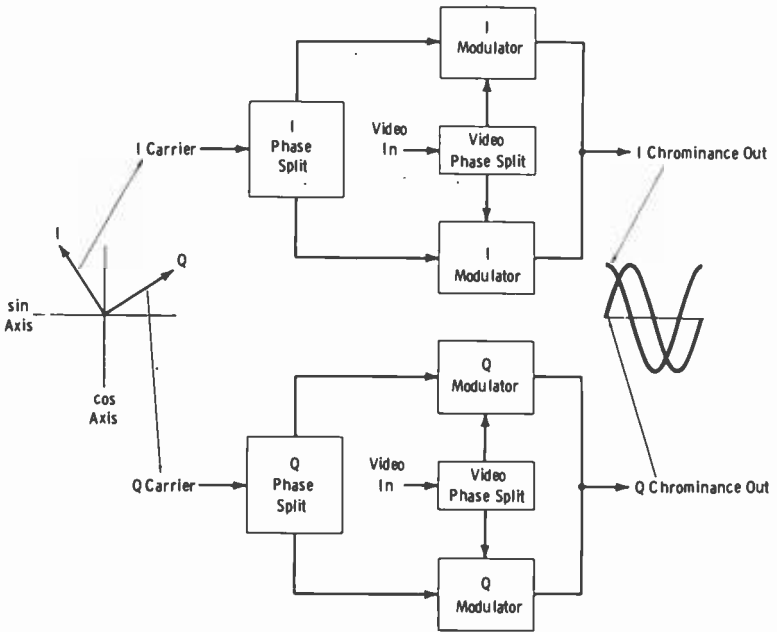 I
Modulator
I
Phase
Split
Video
In
Video
Phase Split
I Carrier
I Chrominance Out
I
Modulator
I
Q
sin
Axis
cos
Axis
Q
Modulator
Q
Phase
Split
Video
In
Video
Phase Split
Q Carrier
Q Chrominance Out
Q
Modulator